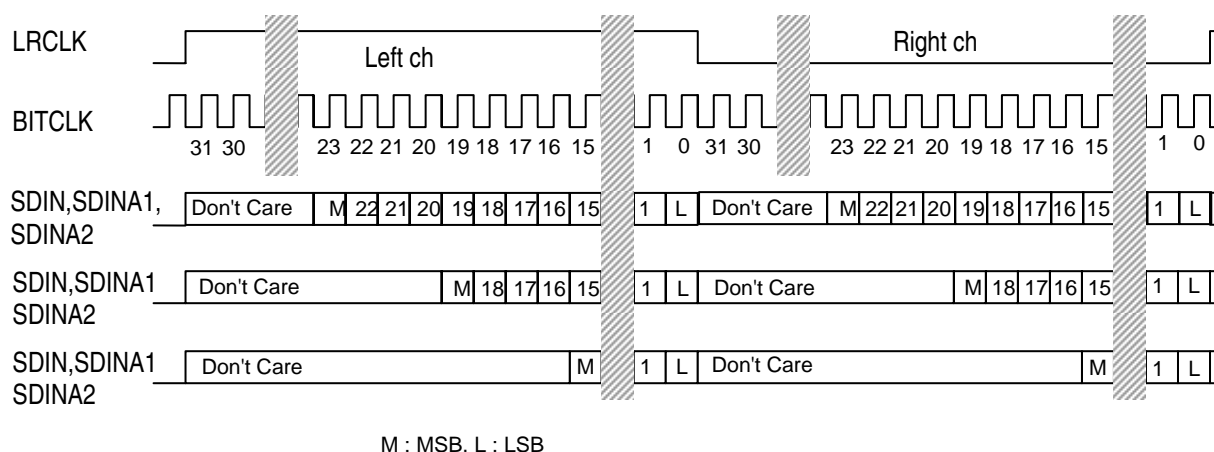 LRCLK Left ch Right ch
BITCLK
31 30 23 22 21 20 19 18 17 16 15 1 0 31 30 23 22 21 20 19 18 17 16 15 1 0
SDIN,SDINA1, Don't Care M 22 21 20 19 18 17 16 15 1 L Don't Care M 22 21 20 19 18 17 16 15 1 L
SDINA2
SDIN,SDINA1 Don't Care M 18 17 16 15 1 L Don't Care M 18 17 16 15 1 L
SDINA2
SDIN,SDINA1 Don't Care M 1 L Don't Care M 1 L
SDINA2
M : MSB, L : LSB